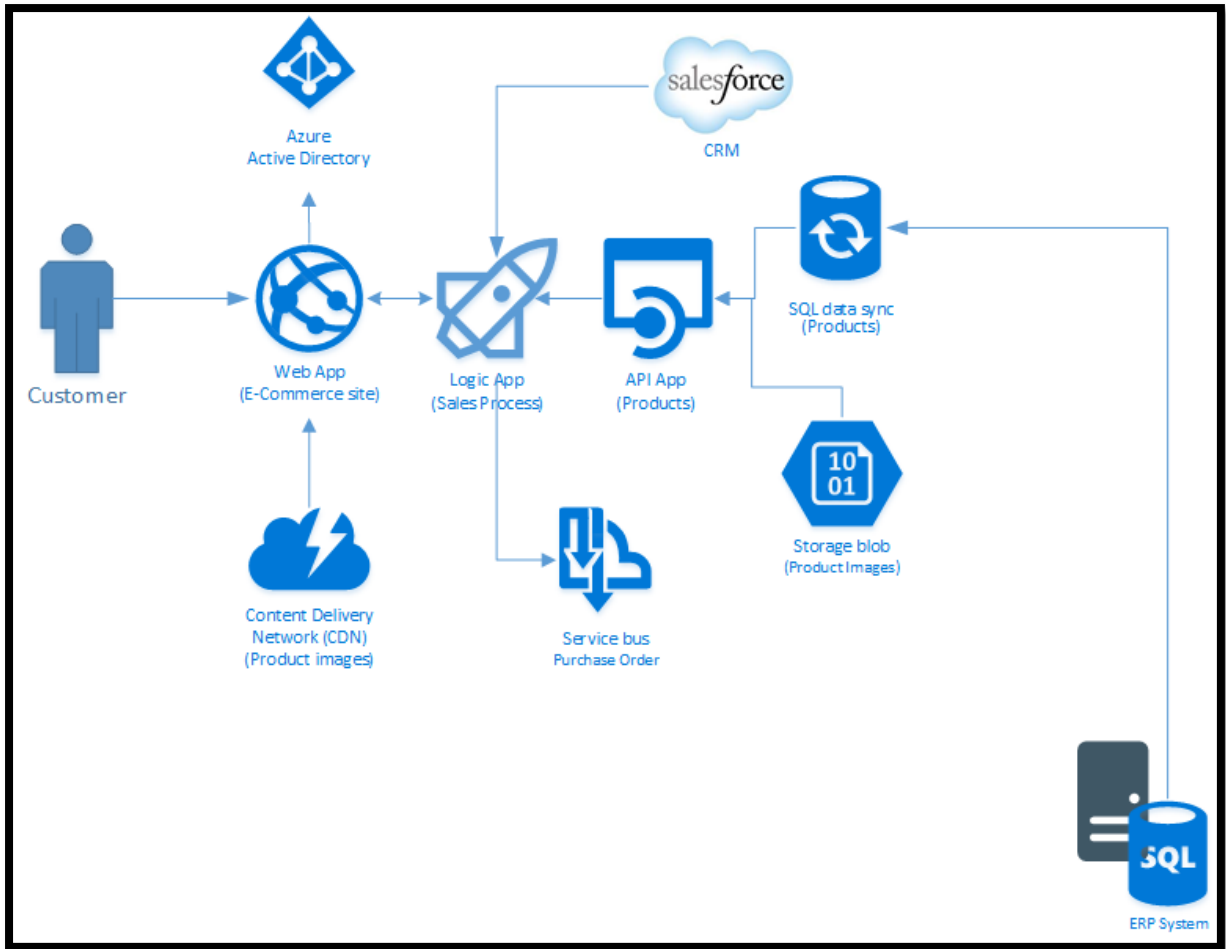 salesforce
CRM
Azure
Active Directory
SQL data sync
(Products)
Customer
Web App
(E-Commerce site)
Logic App
(Sales Process)
API App
(Products)
10
01
Storage blob
(Product Images)
Content Delivery
Network (CDN)
(Product images)
Service bus
Purchase Order
SQL
ERP System